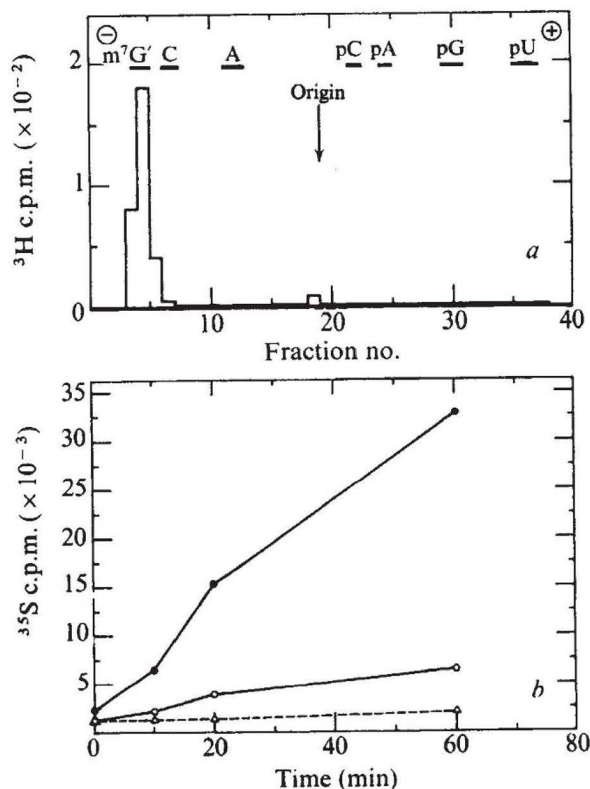 ⊖ ⊕
m⁷G′ C A pC pA pG pU
Origin
³H c.p.m. ( × 10⁻²)
2
1
0
a
10 20 30 40
Fraction no.
³⁵S c.p.m. ( × 10⁻³)
35
30
25
20
15
10
5
b
0 20 40 60 80
Time (min)